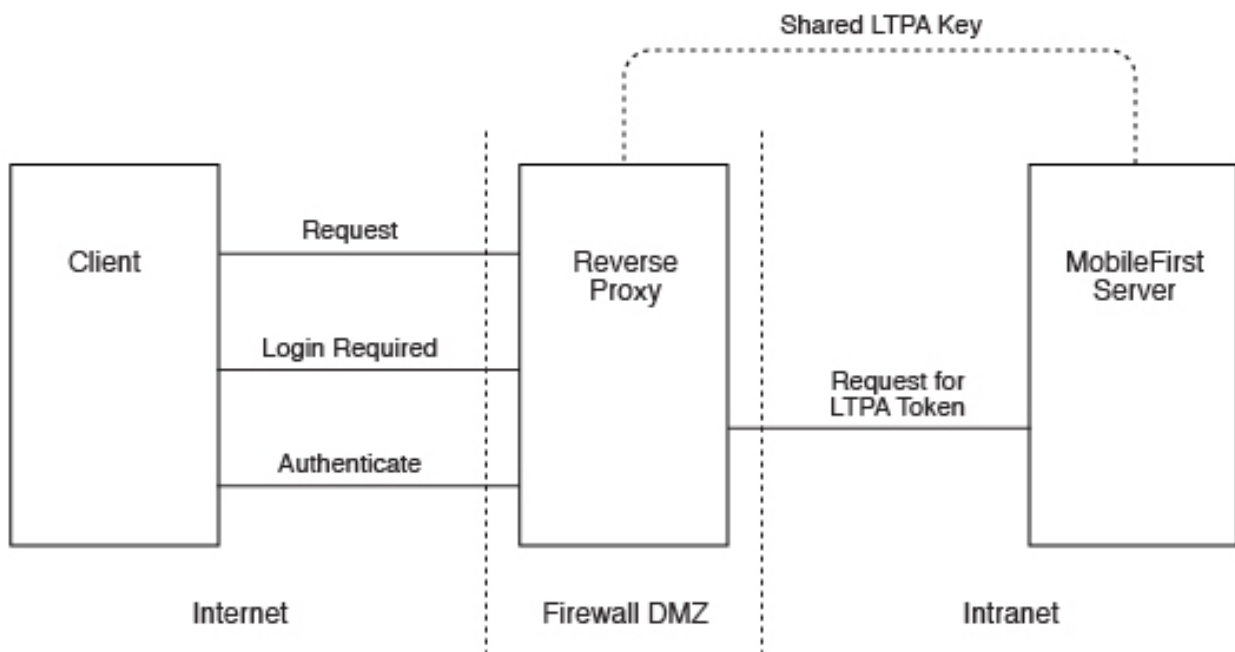 Shared LTPA Key
Client
Request
Reverse
Proxy
MobileFirst
Server
Login Required
Request for
LTPA Token
Authenticate
Internet
Firewall DMZ
Intranet